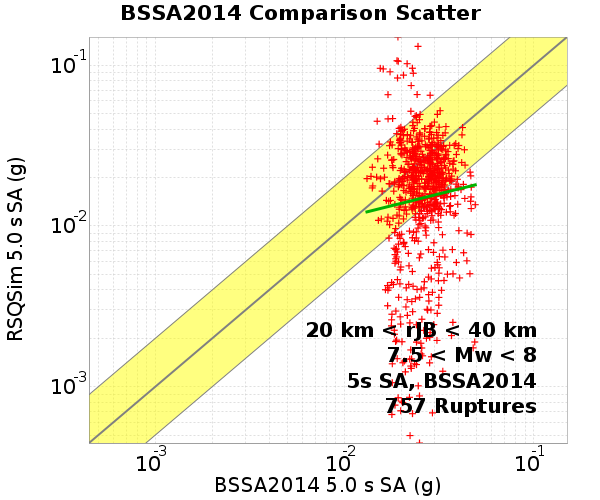 BSSA2014 Comparison Scatter
10-1
10-2
10-3
RSQSim 5.0 s SA (g)
20 km < rJB < 40 km
7.5 < Mw < 8
5s SA, BSSA2014
757 Ruptures
10-3 10-2 10-1
BSSA2014 5.0 s SA (g)